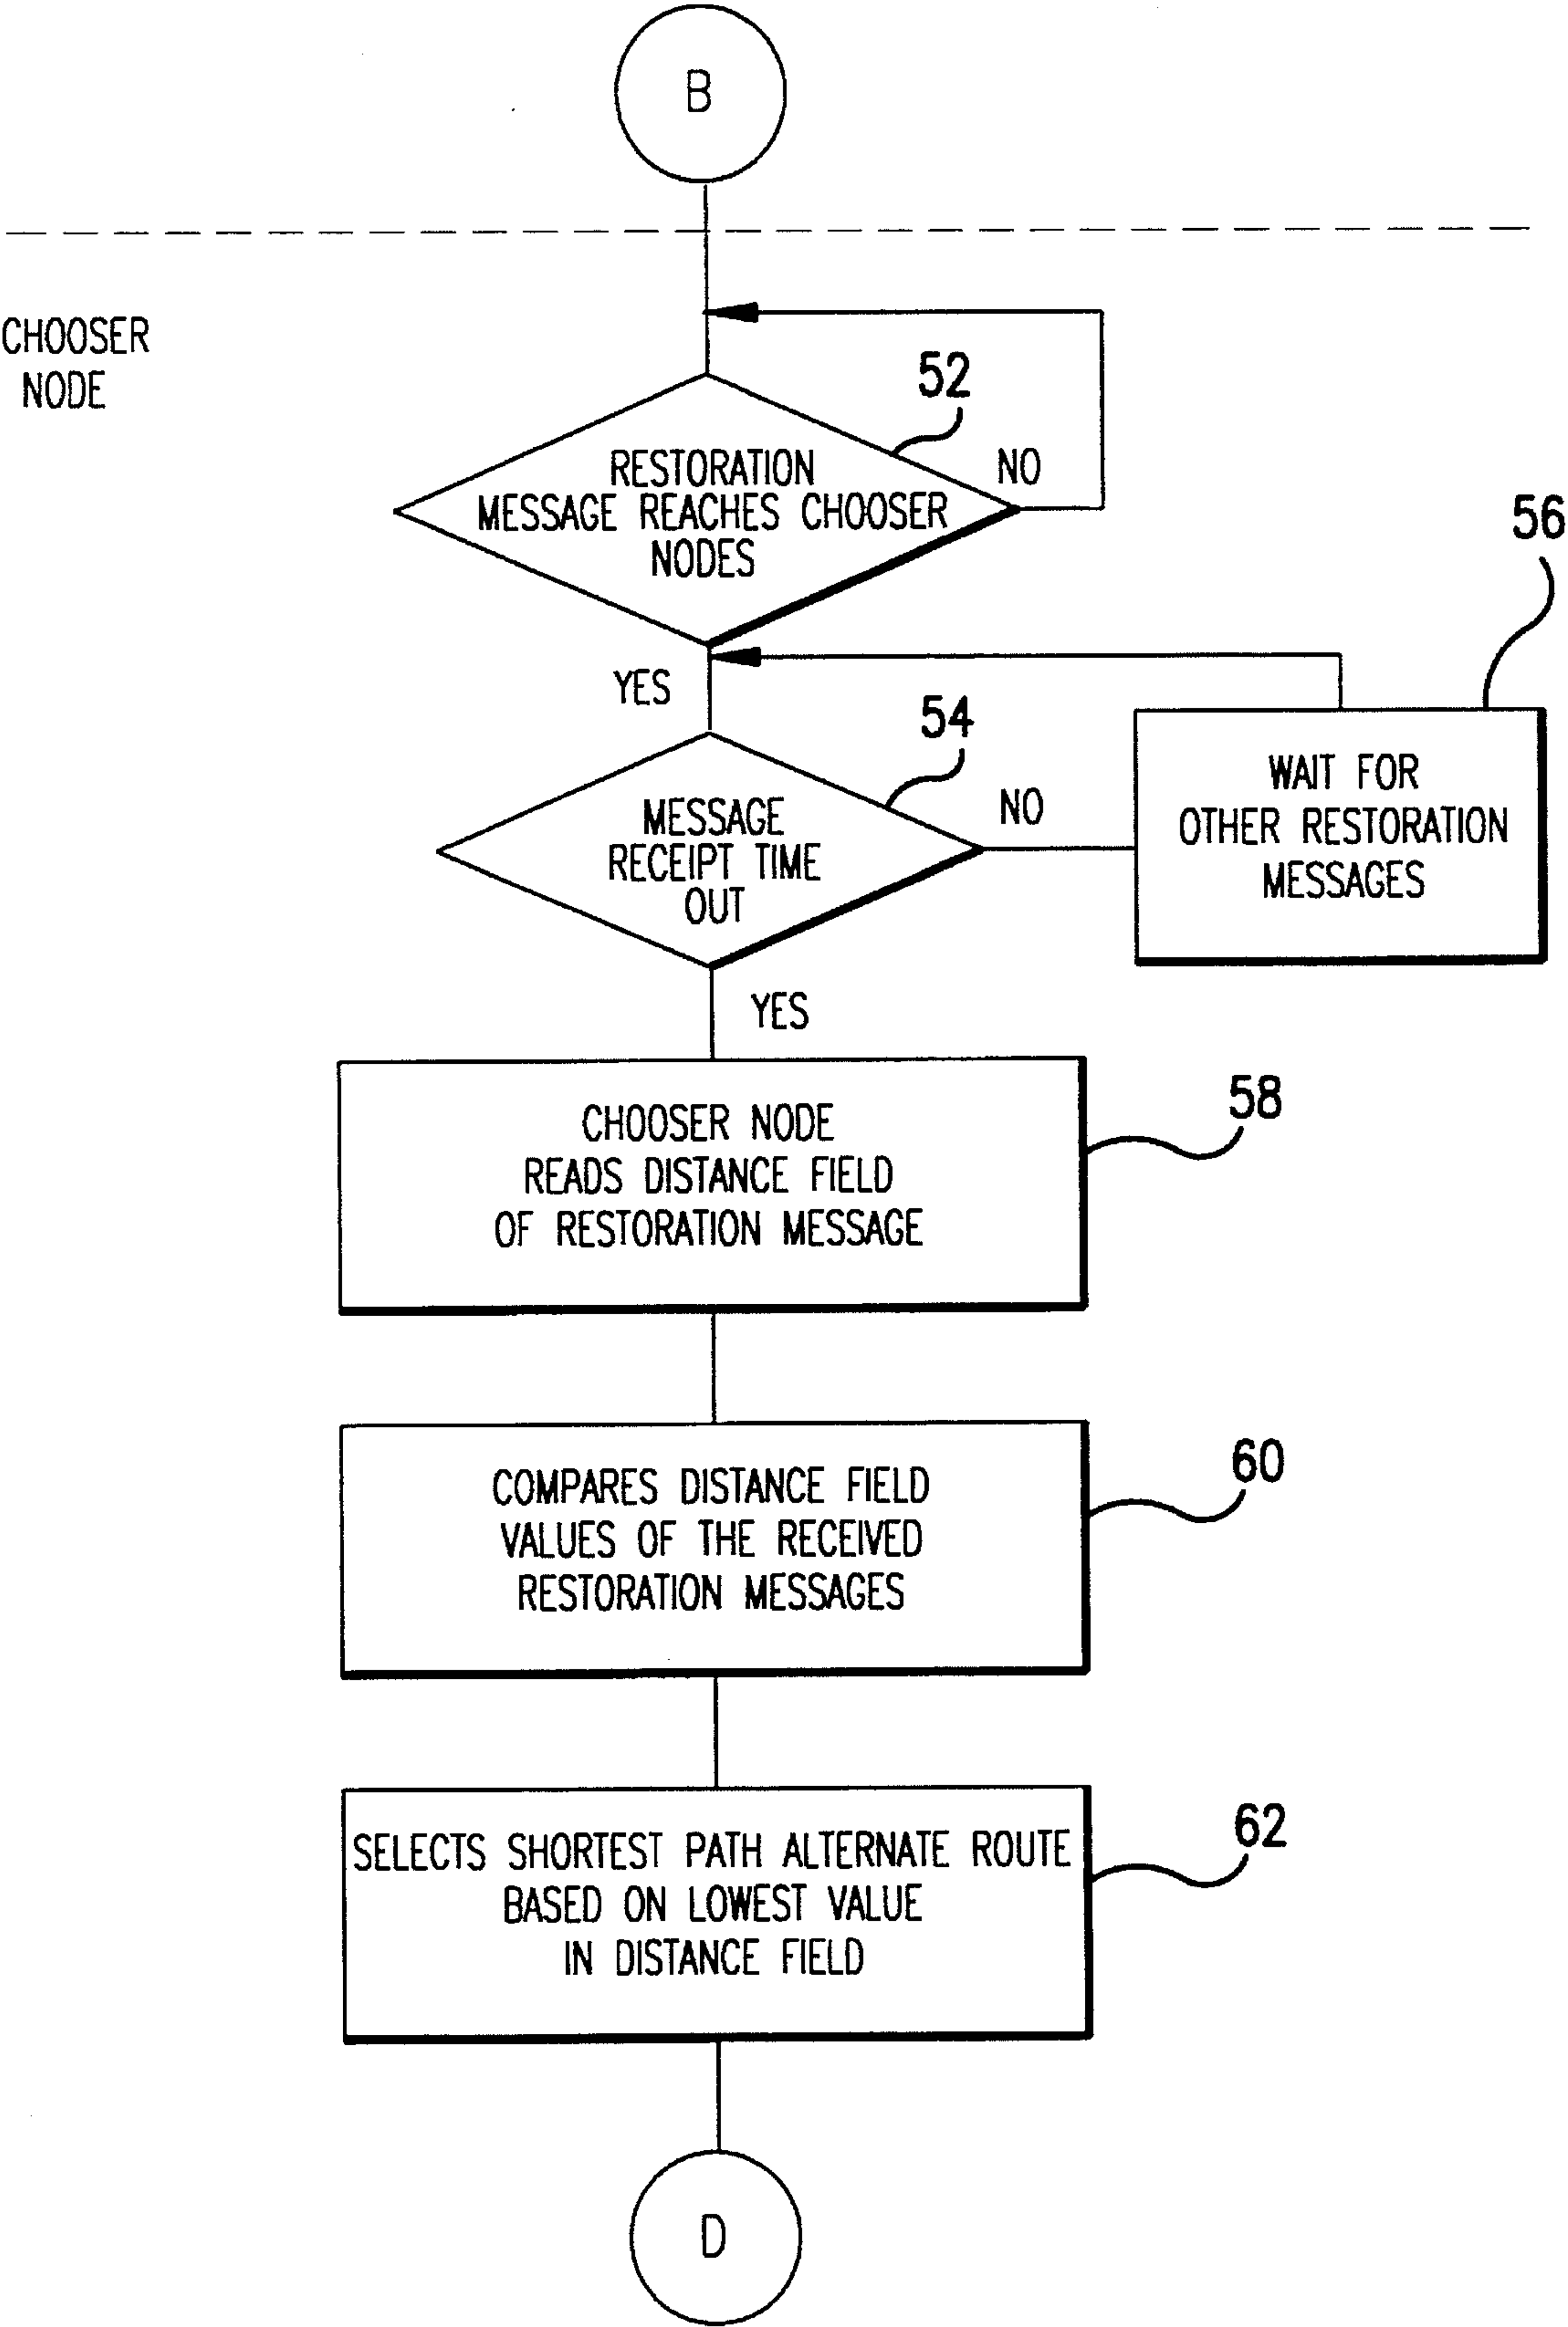 B
CHOOSER
NODE
52
RESTORATION
MESSAGE REACHES CHOOSER
NODES
NO
56
YES
54
MESSAGE
RECEIPT TIME
OUT
NO
WAIT FOR
OTHER RESTORATION
MESSAGES
YES
58
CHOOSER NODE
READS DISTANCE FIELD
OF RESTORATION MESSAGE
60
COMPARES DISTANCE FIELD
VALUES OF THE RECEIVED
RESTORATION MESSAGES
62
SELECTS SHORTEST PATH ALTERNATE ROUTE
BASED ON LOWEST VALUE
IN DISTANCE FIELD
D